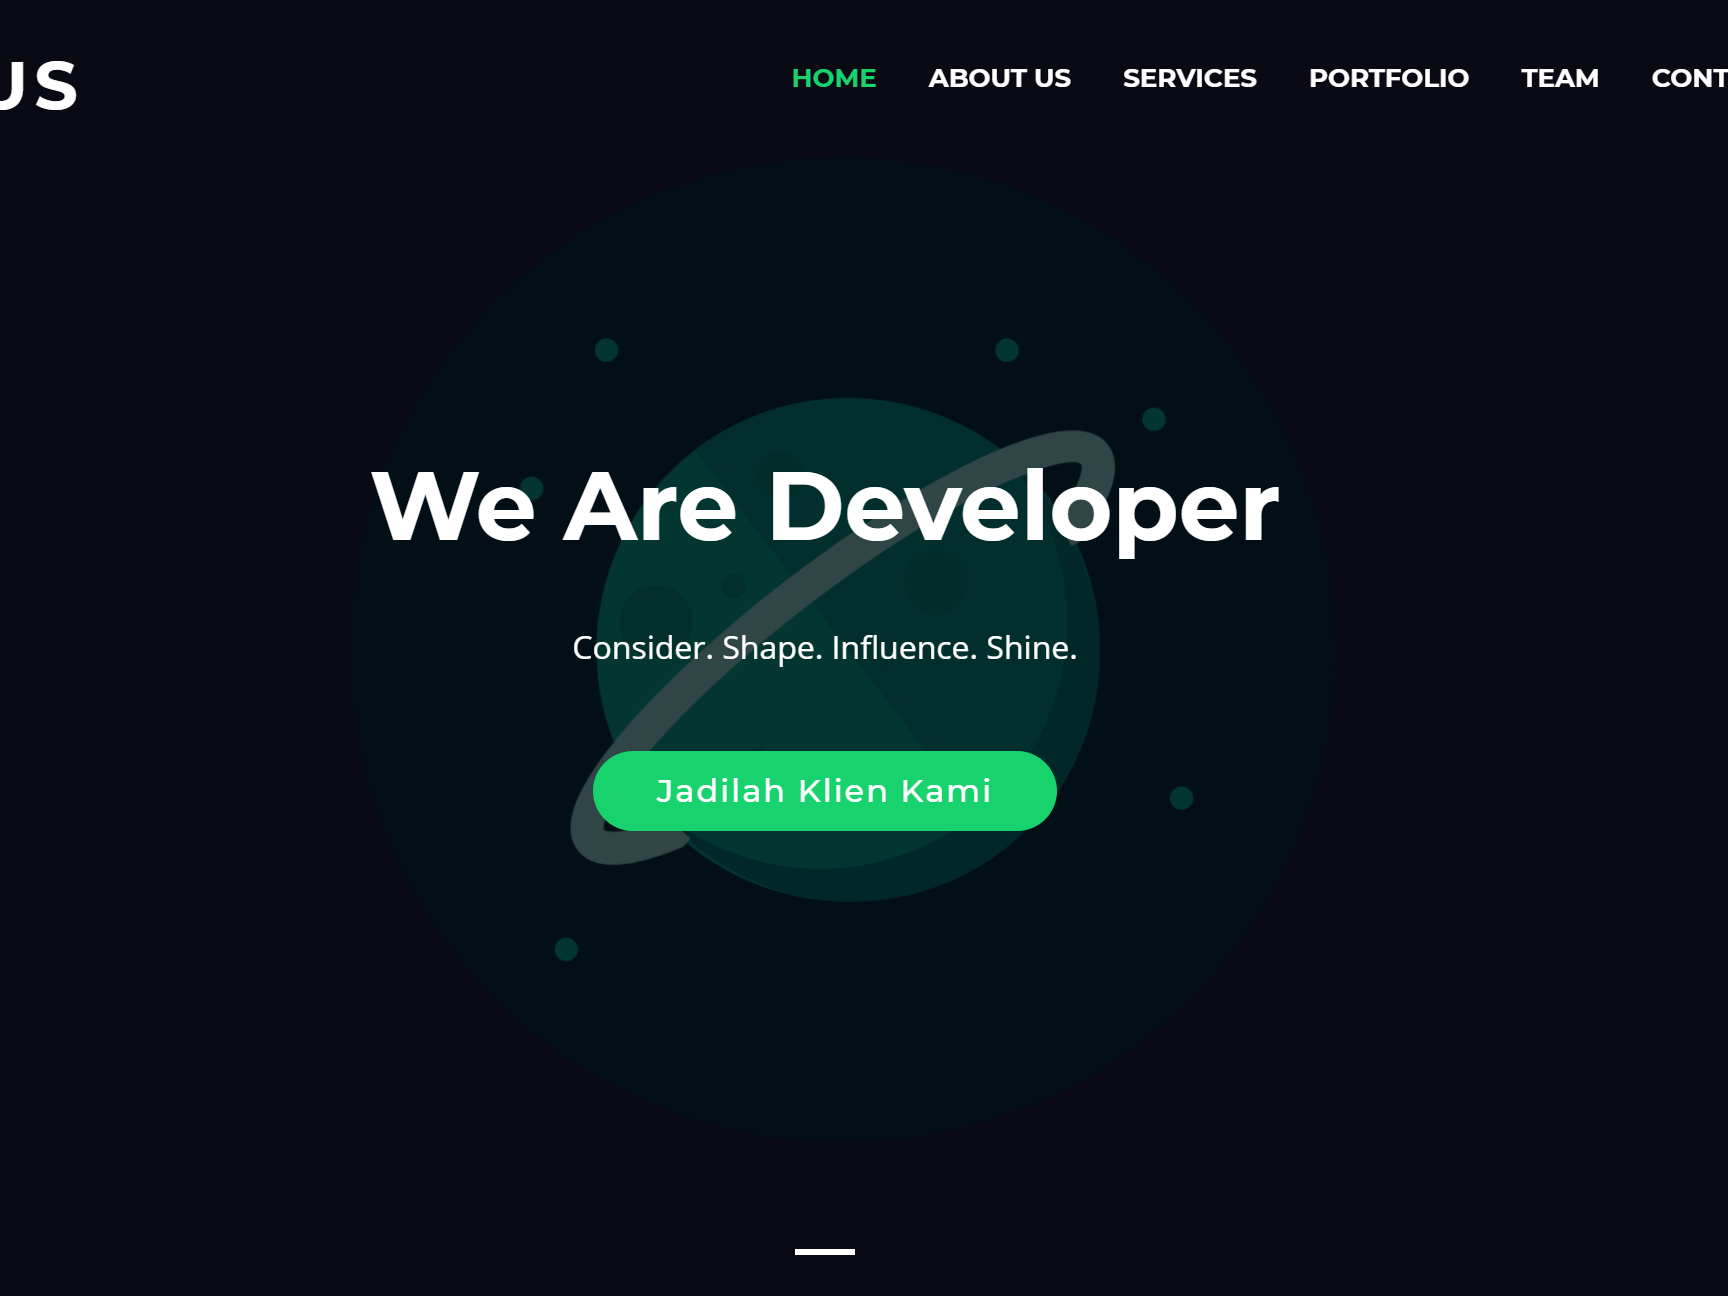 US
HOME ABOUT US SERVICES PORTFOLIO TEAM CONT
We Are Developer
Consider. Shape. Influence. Shine.
Jadilah Klien Kami